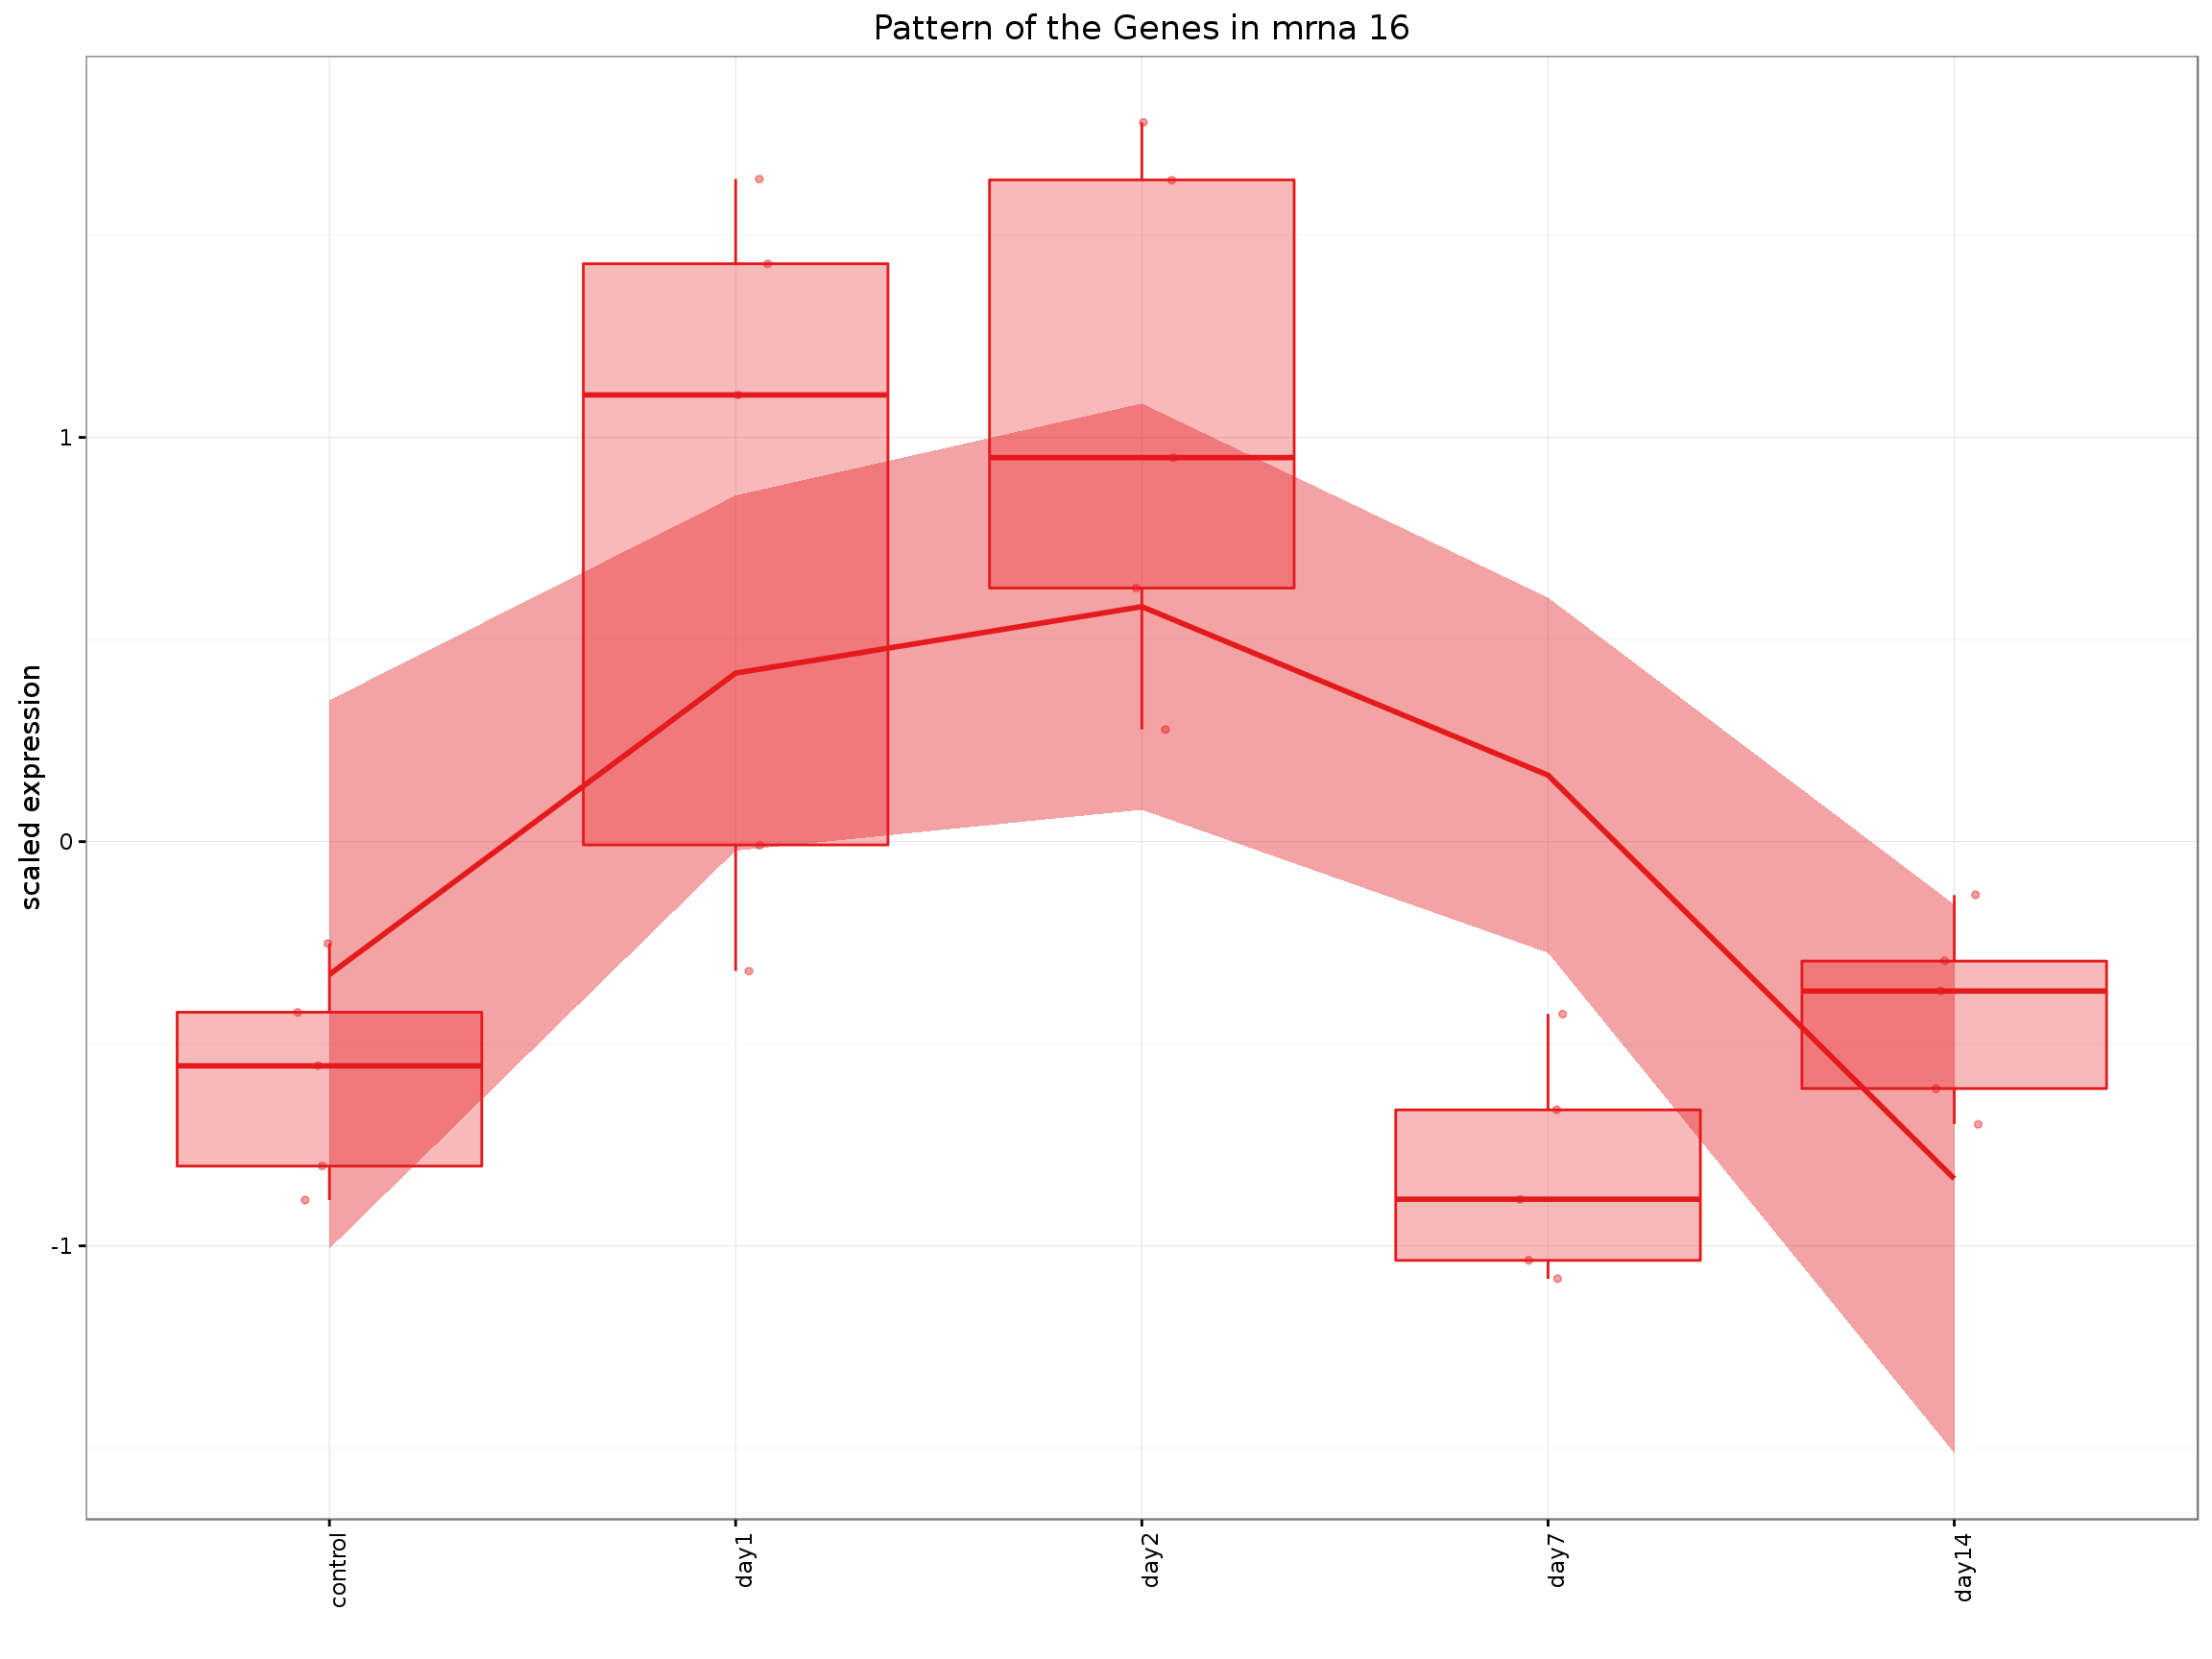 Pattern of the Genes in mrna 16
scaled expression
1
0
-1
control
day1
day2
day7
day14